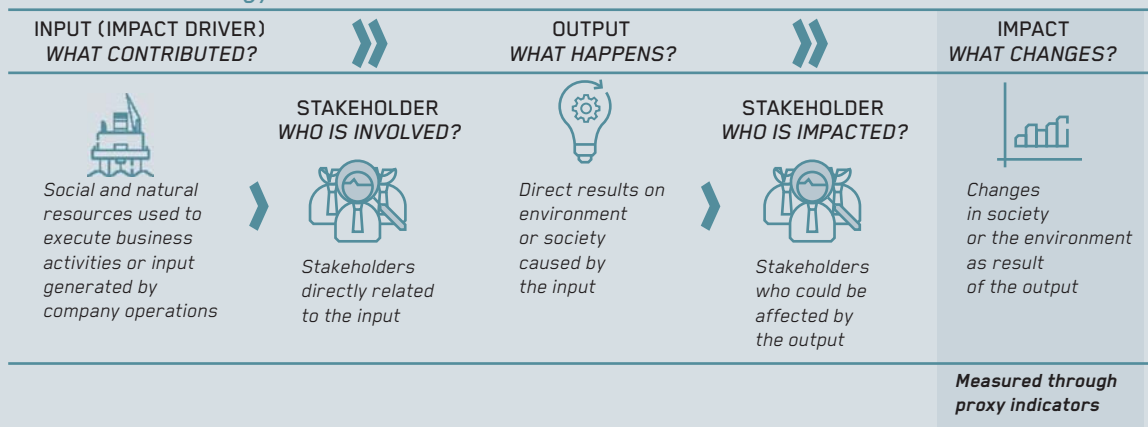 INPUT (IMPACT DRIVER)
WHAT CONTRIBUTED?
OUTPUT
WHAT HAPPENS?
IMPACT
WHAT CHANGES?
Social and natural
resources used to
execute business
activities or input
generated by
company operations
STAKEHOLDER
WHO IS INVOLVED?
Stakeholders
directly related
to the input
Direct results on
environment
or society
caused by
the input
STAKEHOLDER
WHO IS IMPACTED?
Stakeholders
who could be
affected by
the output
Changes
in society
or the environment
as result
of the output
Measured through
proxy indicators